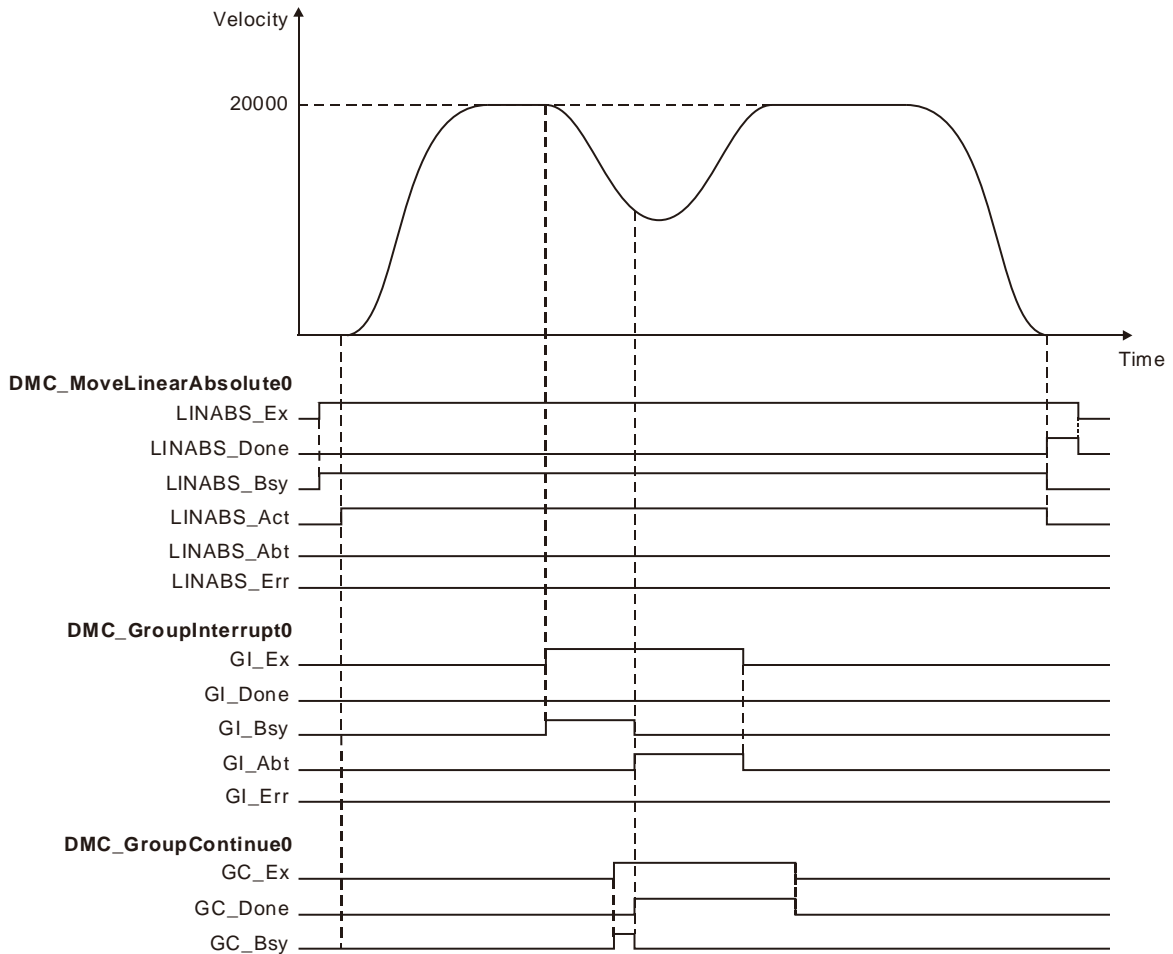 Velocity
20000
Time
DMC_MoveLinearAbsolute0
LINABS_Ex
LINABS_Done
LINABS_Bsy
LINABS_Act
LINABS_Abt
LINABS_Err
DMC_GroupInterrupt0
GI_Ex
GI_Done
GI_Bsy
GI_Abt
GI_Err
DMC_GroupContinue0
GC_Ex
GC_Done
GC_Bsy